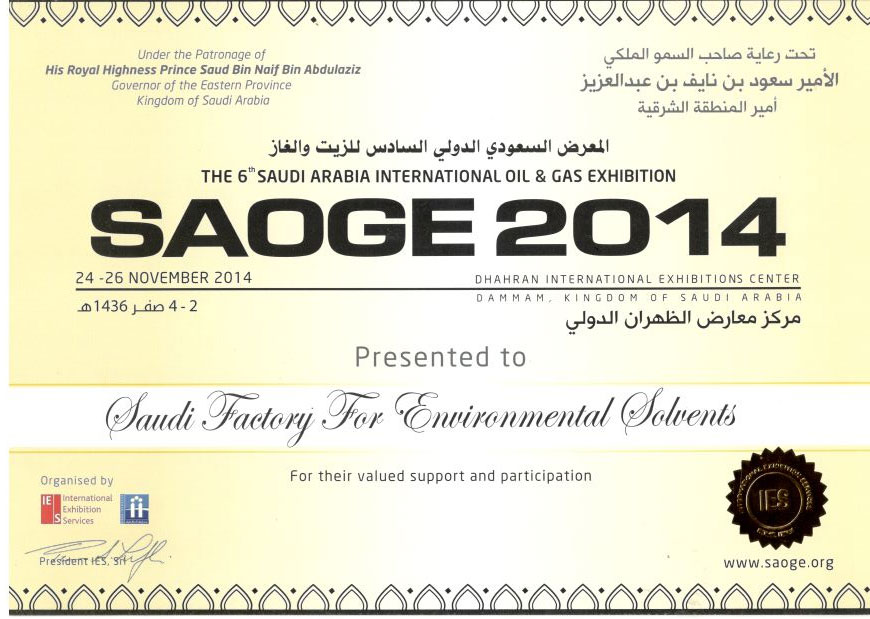 Under the Patronage of
His Royal Highness Prince Saud Bin Naif Bin Abdulaziz
Governor of the Eastern Province
Kingdom of Saudi Arabia
تحت رعاية صاحب السمو الملكي
الأمير سعود بن نايف بن عبدالعزيز
أمير المنطقة الشرقية
المعرض السعودي الدولي السادس للزيت والغاز
THE 6th SAUDI ARABIA INTERNATIONAL OIL & GAS EXHIBITION
SAOGE 2014
24 -26 NOVEMBER 2014
2 - 4 صفر 1436هـ
DHAHRAN INTERNATIONAL EXHIBITIONS CENTER
DAMMAM, KINGDOM OF SAUDI ARABIA
مركز معارض الظهران الدولي
Presented to
Saudi Factory For Environmental Solvents
For their valued support and participation
Organised by
IES
International
Exhibition
Services
President IES, Srl
INTERNATIONAL EXHIBITION SERVICES
IES
www.saoge.org